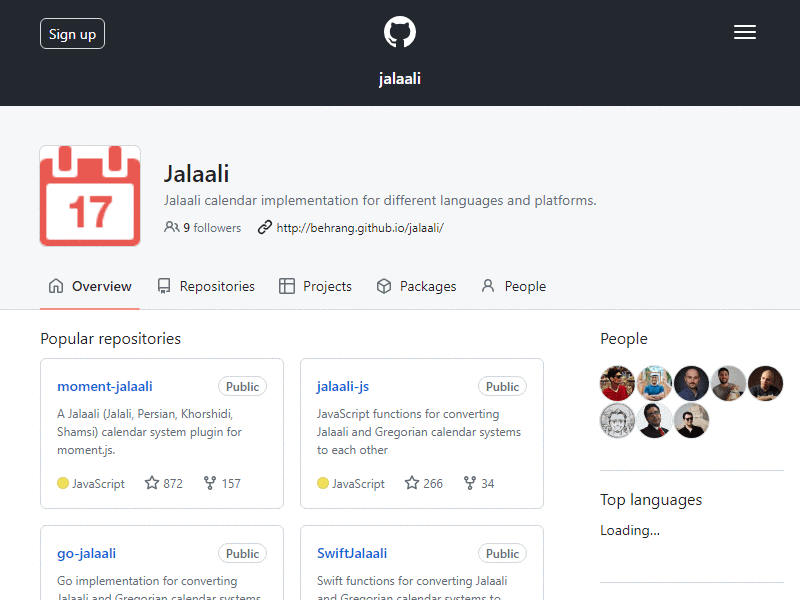 Sign up
jalaali
17
Jalaali
Jalaali calendar implementation for different languages and platforms.
9 followers http://behrang.github.io/jalaali/
Overview Repositories Projects Packages People
Popular repositories
moment-jalaali Public
A Jalaali (Jalali, Persian, Khorshidi,
Shamsi) calendar system plugin for
moment.js.
JavaScript 872 157
jalaali-js Public
JavaScript functions for converting
Jalaali and Gregorian calendar systems
to each other
JavaScript 266 34
go-jalaali Public
Go implementation for converting
Jalaali and Gregorian calendar systems
SwiftJalaali Public
Swift functions for converting Jalaali
and Gregorian calendar systems to
People
Top languages
Loading...